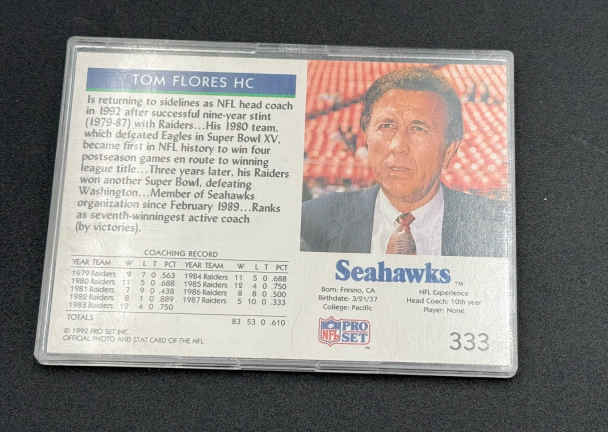 TOM FLORES HC
Is returning to sidelines as NFL head coach
in 1992 after successful nine-year stint
(1979-87) with Raiders...His 1980 team,
which defeated Eagles in Super Bowl XV,
became first in NFL history to win four
postseason games en route to winning
league title...Three years later, his Raiders
won another Super Bowl, defeating
Washington...Member of Seahawks
organization since February 1989...Ranks
as seventh-winningest active coach
(by victories).
COACHING RECORD
YEAR TEAM W L T PCT YEAR TEAM W L T PCT
1979 Raiders 9 7 0 .563 1984 Raiders 11 5 0 .688
1980 Raiders 11 5 0 .688 1985 Raiders 12 4 0 .750
1981 Raiders 7 9 0 .438 1986 Raiders 8 8 0 .500
1982 Raiders 8 1 0 .889 1987 Raiders 5 10 0 .333
1983 Raiders 12 4 0 .750
TOTALS 83 53 0 .610
© 1992 PRO SET INC.
OFFICIAL PHOTO AND STAT CARD OF THE NFL
Seahawks TM
Born: Fresno, CA
Birthdate: 3/21/37
College: Pacific
NFL Experience
Head Coach: 10th year
Player: None
NFL PRO
SET
333